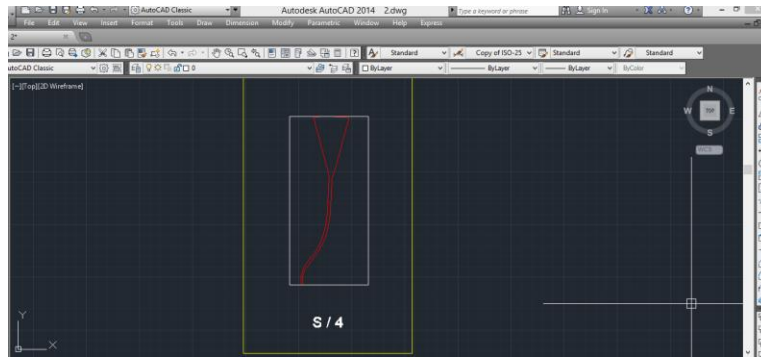 AutoCAD Classic
Autodesk AutoCAD 2014 2.dwg
Type a keyword or phrase
Sign In
File Edit View Insert Format Tools Draw Dimension Modify Parametric Window Help Express
2*
Standard
Copy of ISO-25
Standard
Standard
utoCAD Classic
0
ByLayer
ByLayer
ByLayer
ByColor
[-][Top][2D Wireframe]
N
W
TOP
E
S
WCS
S / 4
Y
X